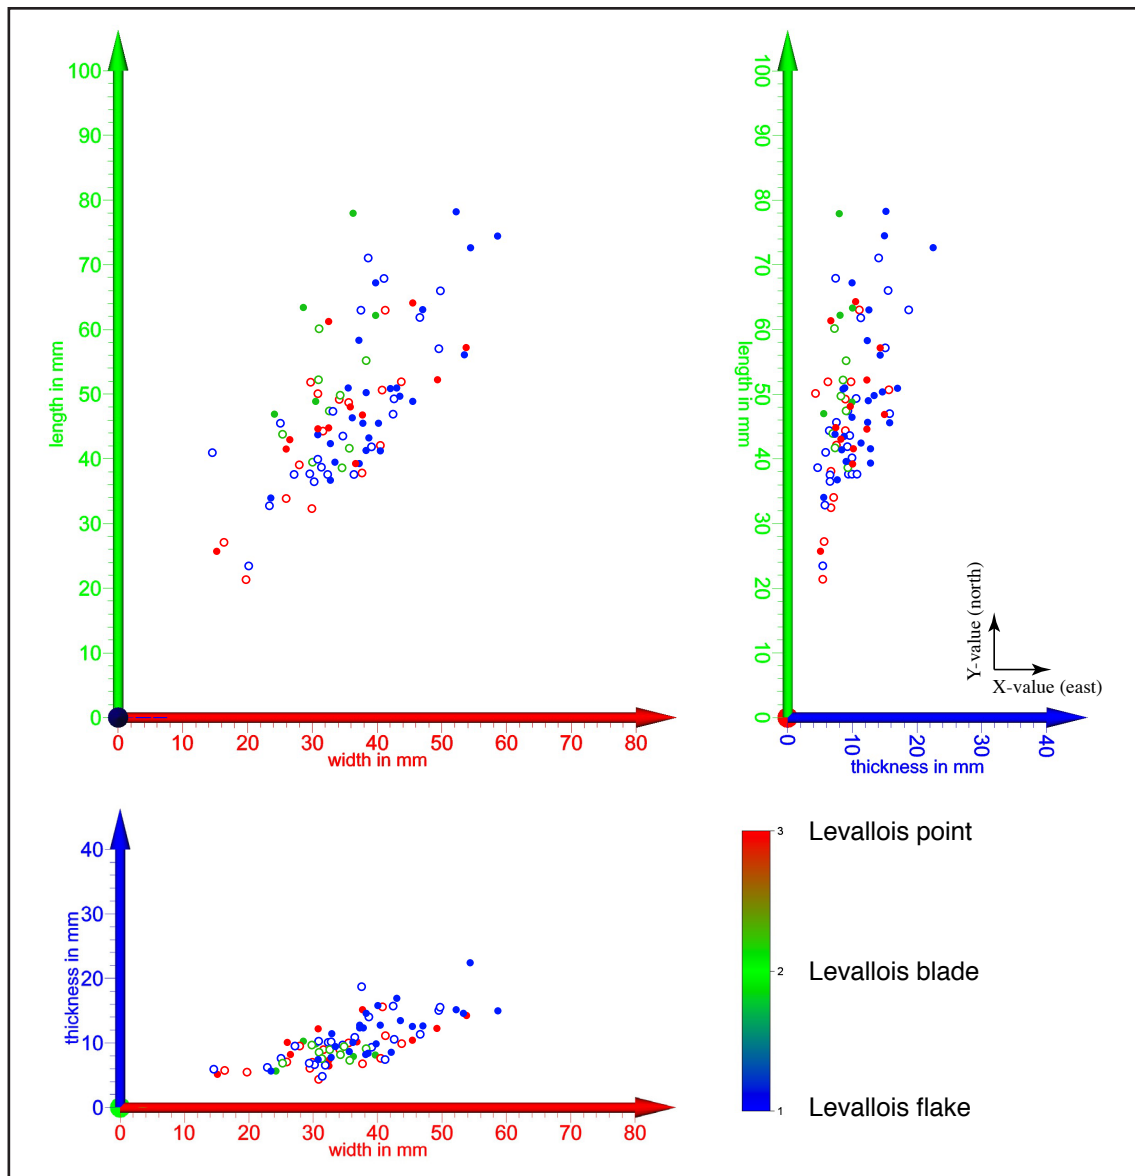 100
90
80
70
60
50
40
30
20
10
0
length in mm
0 10 20 30 40 50 60 70 80
width in mm
100
90
80
70
60
50
40
30
20
10
0
length in mm
0 10 20 30 40
thickness in mm
Y-value (north)
X-value (east)
40
30
20
10
0
thickness in mm
0 10 20 30 40 50 60 70 80
width in mm
3 Levallois point
2 Levallois blade
1 Levallois flake